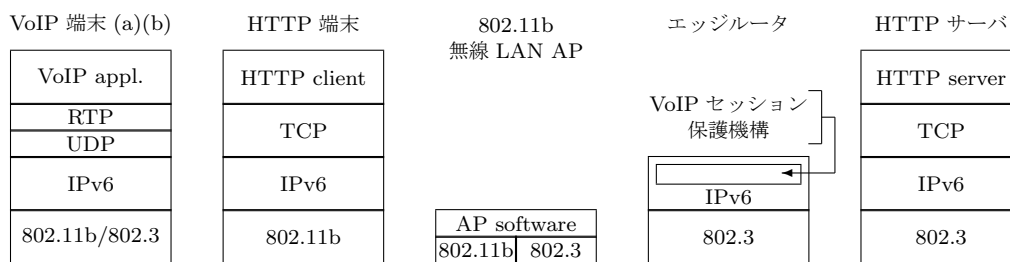 VoIP 端末 (a)(b)
VoIP appl.
RTP
UDP
IPv6
802.11b/802.3
HTTP 端末
HTTP client
TCP
IPv6
802.11b
802.11b
無線 LAN AP
AP software
802.11b 802.3
エッジルータ
VoIP セッション
保護機構
IPv6
802.3
HTTP サーバ
HTTP server
TCP
IPv6
802.3